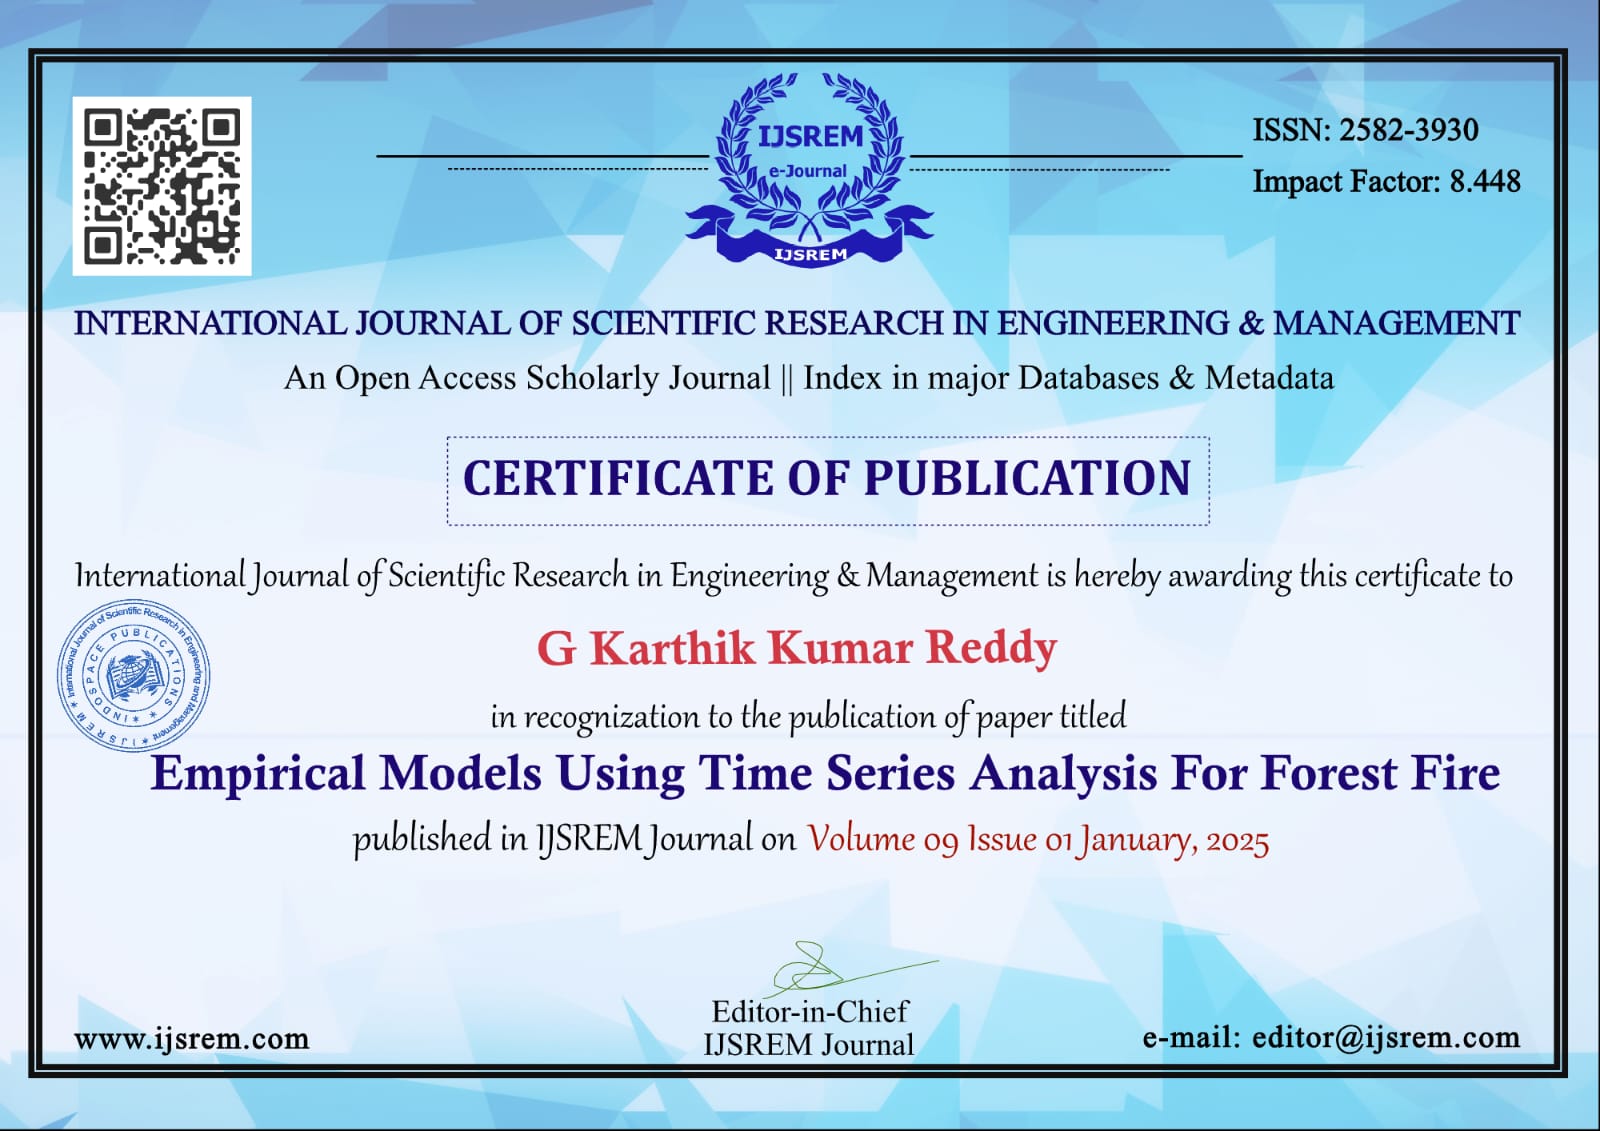 IJSREM
e-Journal
IJSREM
ISSN: 2582-3930
Impact Factor: 8.448
INTERNATIONAL JOURNAL OF SCIENTIFIC RESEARCH IN ENGINEERING & MANAGEMENT
An Open Access Scholarly Journal || Index in major Databases & Metadata
CERTIFICATE OF PUBLICATION
International Journal of Scientific Research in Engineering & Management is hereby awarding this certificate to
International Journal of Scientific Research in Engineering and Management
IJSREM
INDOSPACE PUBLICATIONS
G Karthik Kumar Reddy
in recognization to the publication of paper titled
Empirical Models Using Time Series Analysis For Forest Fire
published in IJSREM Journal on Volume 09 Issue 01 January, 2025
Editor-in-Chief
IJSREM Journal
www.ijsrem.com
e-mail: editor@ijsrem.com